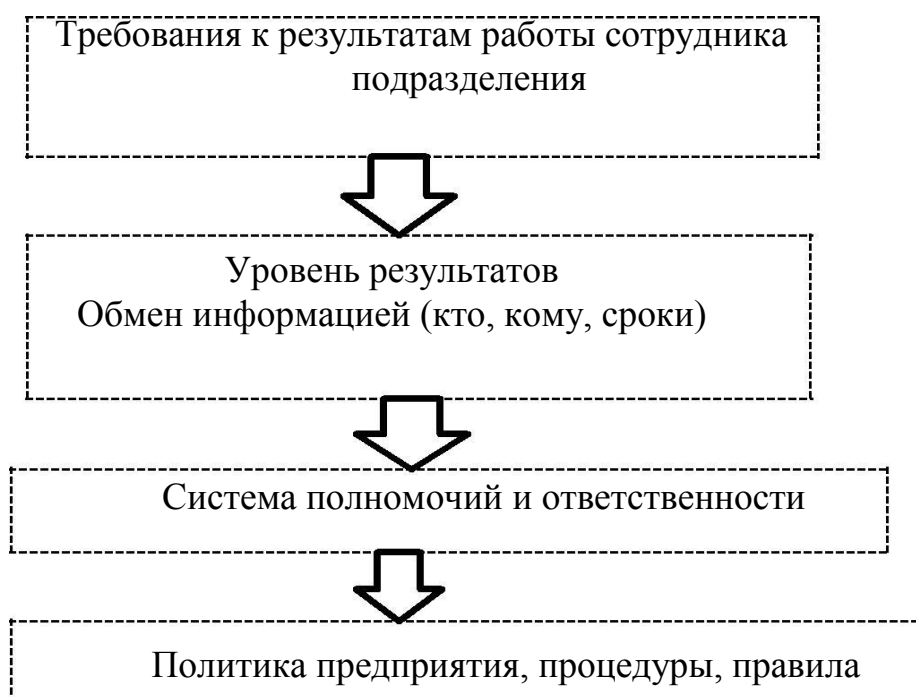 Требования к результатам работы сотрудника
подразделения
Уровень результатов
Обмен информацией (кто, кому, сроки)
Система полномочий и ответственности
Политика предприятия, процедуры, правила